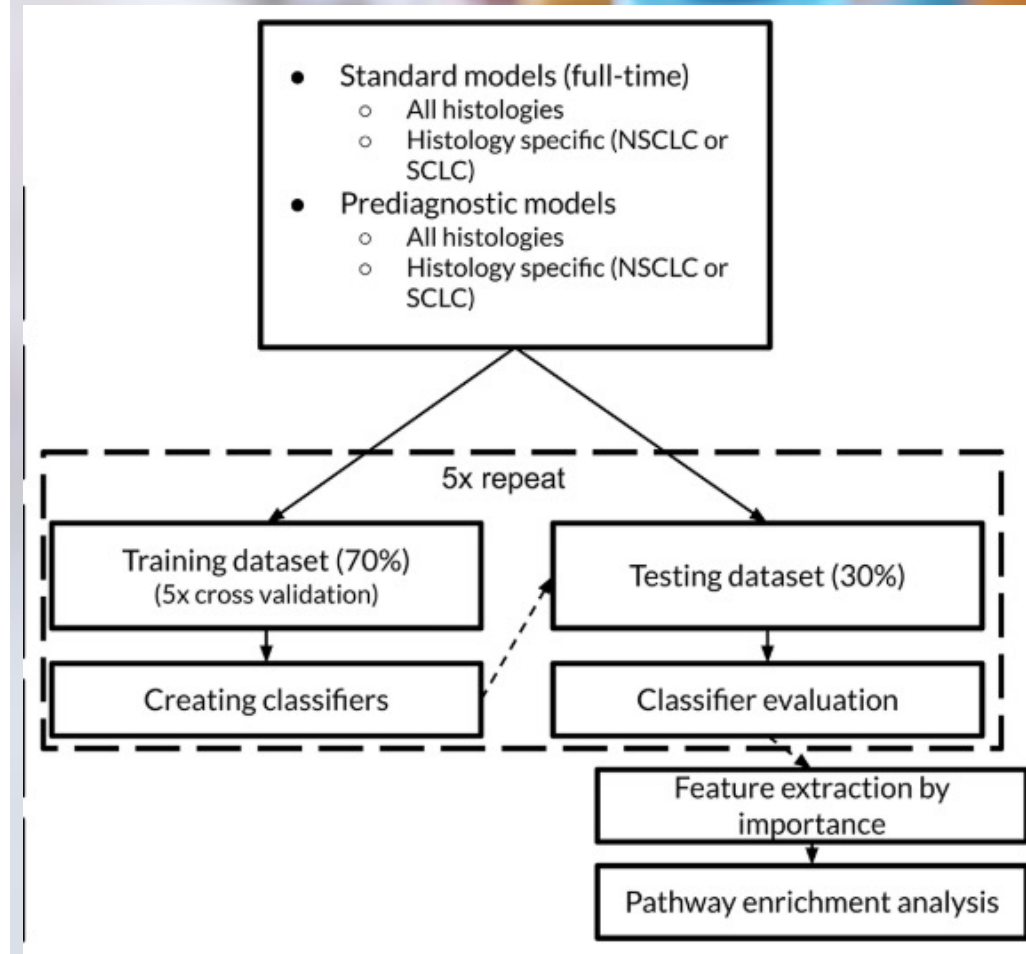 ● Standard models (full-time)
○ All histologies
○ Histology specific (NSCLC or
SCLC)
● Prediagnostic models
○ All histologies
○ Histology specific (NSCLC or
SCLC)
5x repeat
Training dataset (70%)
(5x cross validation)
Testing dataset (30%)
Creating classifiers
Classifier evaluation
Feature extraction by
importance
Pathway enrichment analysis